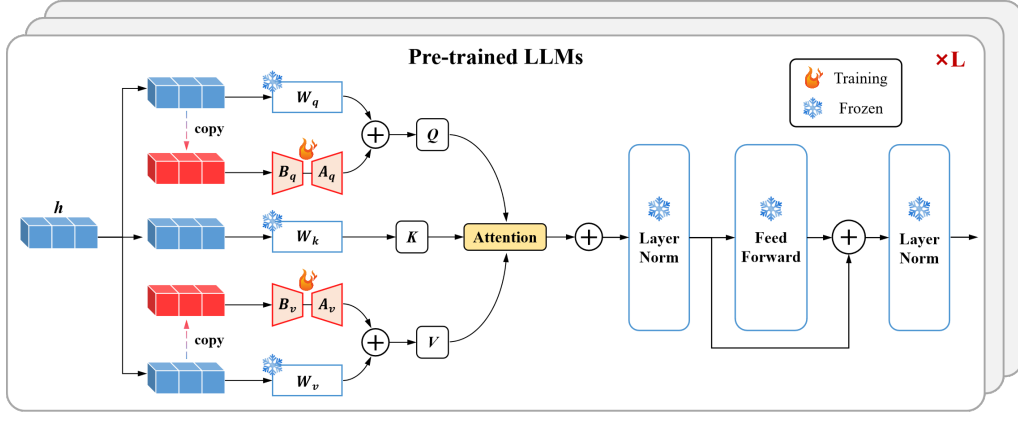 Pre-trained LLMs
×L
Training
Frozen
W_q
copy
B_q
A_q
Q
h
W_k
K
Attention
Layer
Norm
Feed
Forward
Layer
Norm
B_v
A_v
copy
V
W_v